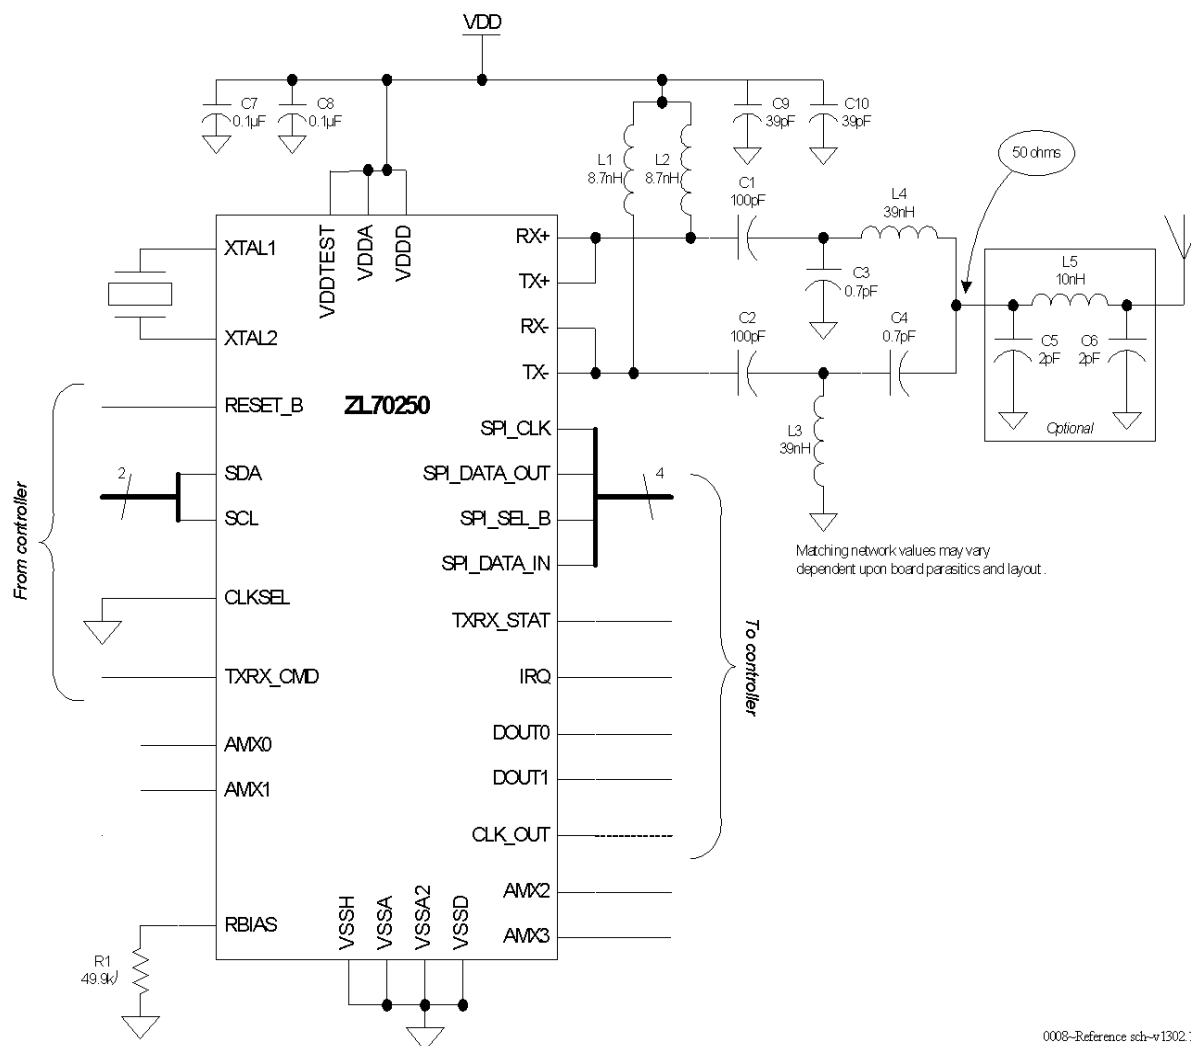 VDD
C7
0.1µF
C8
0.1µF
C9
39pF
C10
39pF
L1
8.7nH
L2
8.7nH
C1
100pF
50 ohms
L4
39nH
XTAL1
VDDTEST
VDDA
VDDD
RX+
TX+
C3
0.7pF
L5
10nH
XTAL2
RX-
TX-
C2
100pF
C4
0.7pF
C5
2pF
C6
2pF
Optional
RESET_B
ZL70250
SPI_CLK
L3
39nH
2
SDA
SPI_DATA_OUT
4
SCL
SPI_SEL_B
From controller
SPI_DATA_IN
Matching network values may vary
dependent upon board parasitics and layout.
CLKSEL
TXRX_STAT
To controller
TXRX_CMD
IRQ
AMX0
DOUT0
AMX1
DOUT1
CLK_OUT
AMX2
RBIAS
VSSH
VSSA
VSSA2
VSSD
AMX3
R1
49.9k)
0008~Reference sch~v1302.